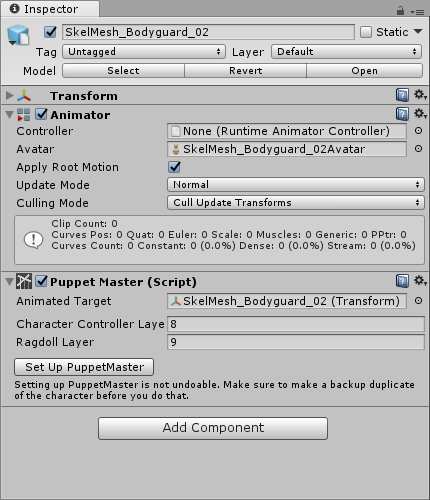 Inspector
SkelMesh_Bodyguard_02 Static
Tag Untagged Layer Default
Model Select Revert Open
Transform
Animator
Controller None (Runtime Animator Controller)
Avatar SkelMesh_Bodyguard_02Avatar
Apply Root Motion
Update Mode Normal
Culling Mode Cull Update Transforms
Clip Count: 0
Curves Pos: 0 Quat: 0 Euler: 0 Scale: 0 Muscles: 0 Generic: 0 PPtr: 0
Curves Count: 0 Constant: 0 (0.0%) Dense: 0 (0.0%) Stream: 0 (0.0%)
Puppet Master (Script)
Animated Target SkelMesh_Bodyguard_02 (Transform)
Character Controller Laye 8
Ragdoll Layer 9
Set Up PuppetMaster
Setting up PuppetMaster is not undoable. Make sure to make a backup duplicate
of the character before you do that.
Add Component